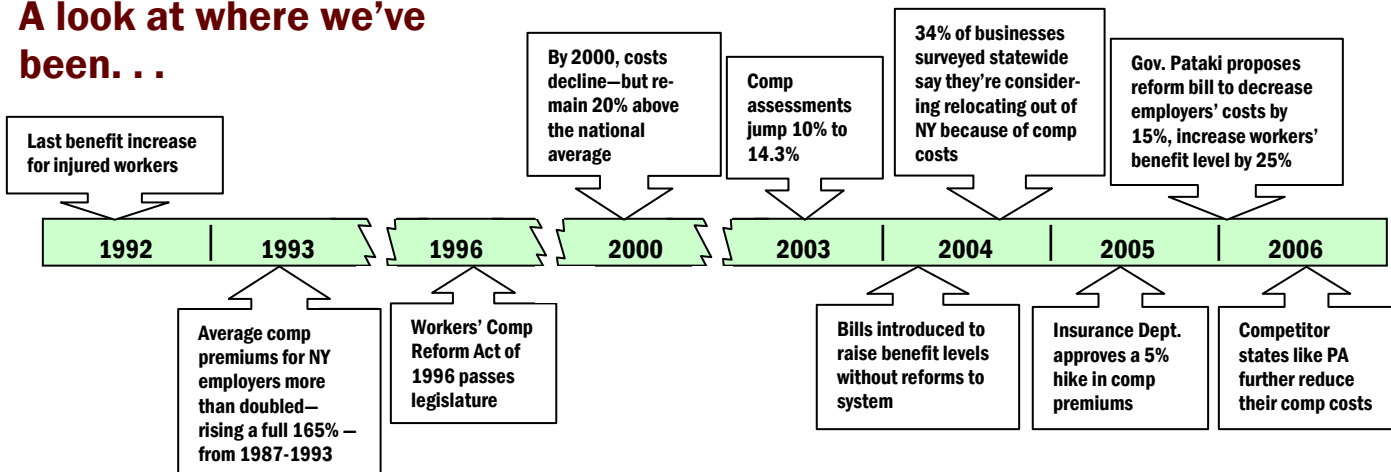 A look at where we've
been. . .
Last benefit increase
for injured workers
By 2000, costs
decline—but re-
main 20% above
the national
average
Comp
assessments
jump 10% to
14.3%
34% of businesses
surveyed statewide
say they're consider-
ing relocating out of
NY because of comp
costs
Gov. Pataki proposes
reform bill to decrease
employers' costs by
15%, increase workers'
benefit level by 25%
1992
1993
1996
2000
2003
2004
2005
2006
Average comp
premiums for NY
employers more
than doubled—
rising a full 165% —
from 1987-1993
Workers' Comp
Reform Act of
1996 passes
legislature
Bills introduced to
raise benefit levels
without reforms to
system
Insurance Dept.
approves a 5%
hike in comp
premiums
Competitor
states like PA
further reduce
their comp costs